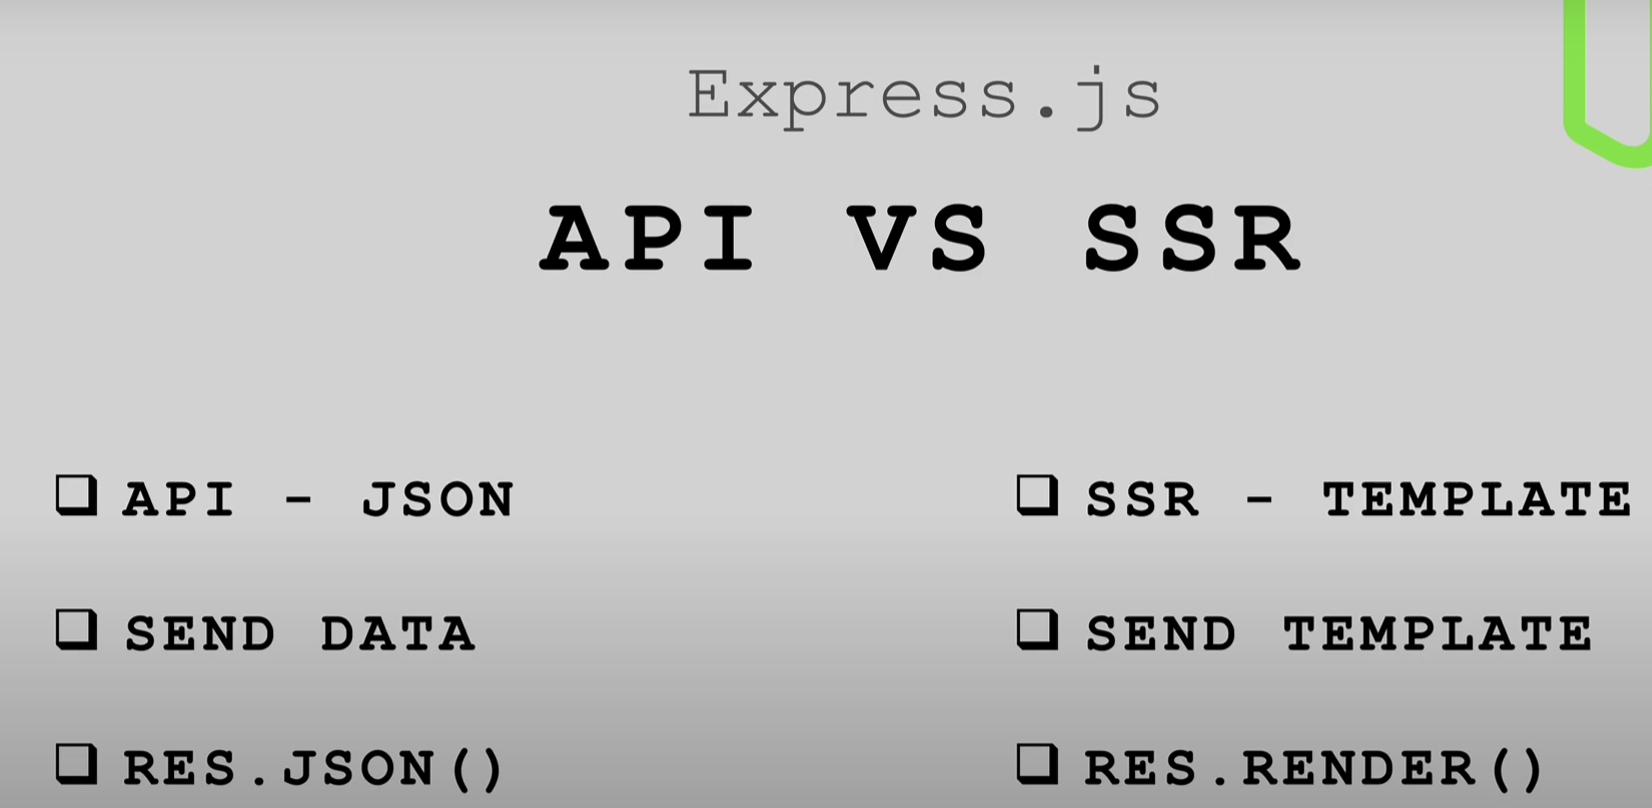 Express.js
API VS SSR
API - JSON
SEND DATA
RES.JSON()
SSR - TEMPLATE
SEND TEMPLATE
RES.RENDER()